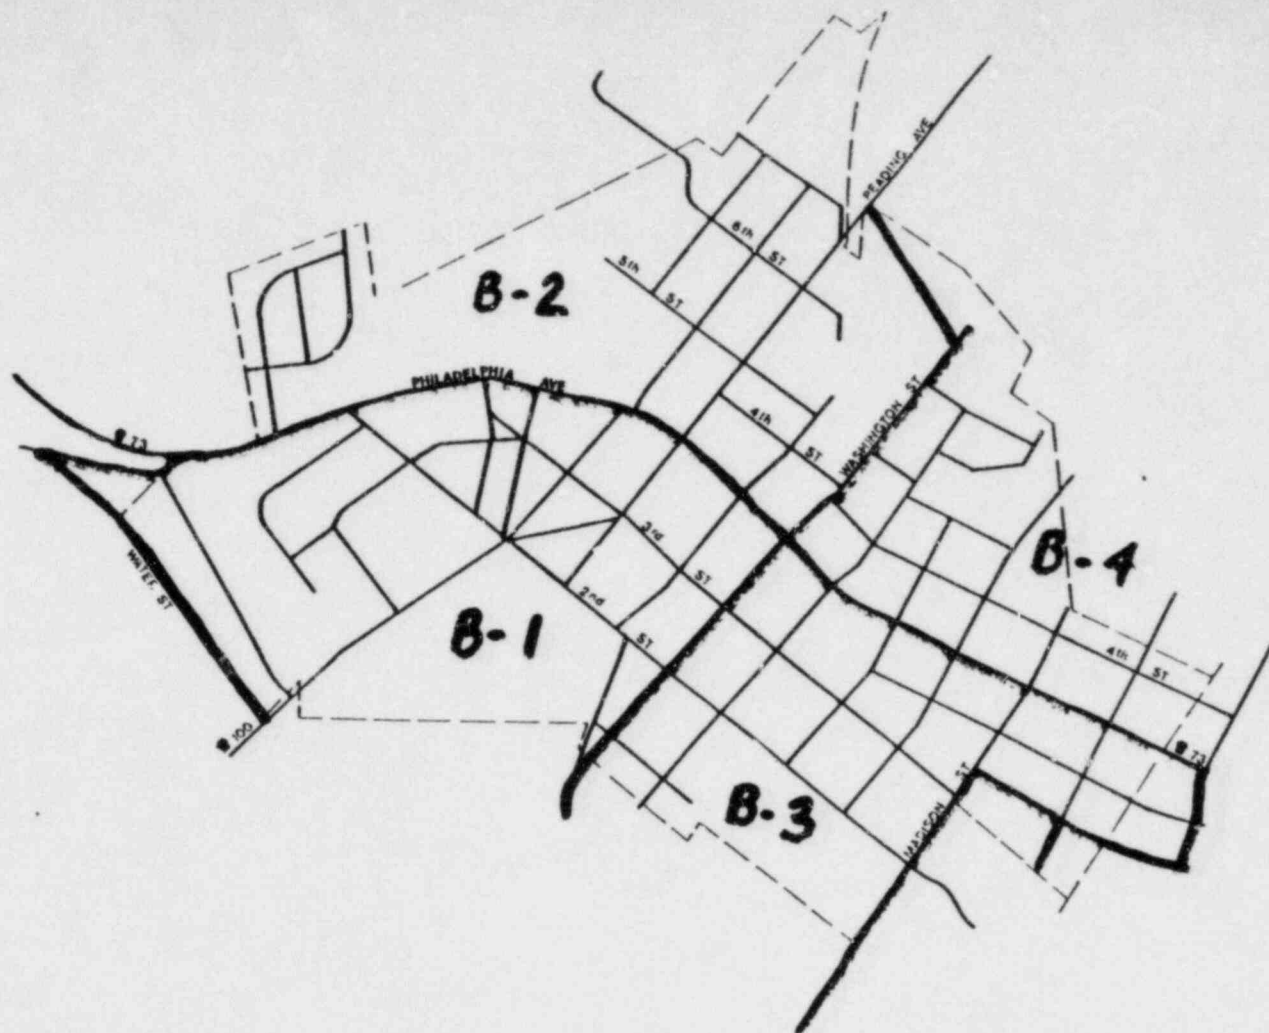 READING AVE
6th ST
5th ST
B-2
PHILADELPHIA AVE
4th ST
WASHINGTON ST
73
WATER ST
3rd ST
B-4
2nd ST
B-1
4th ST
100
73
B-3
MADISON ST